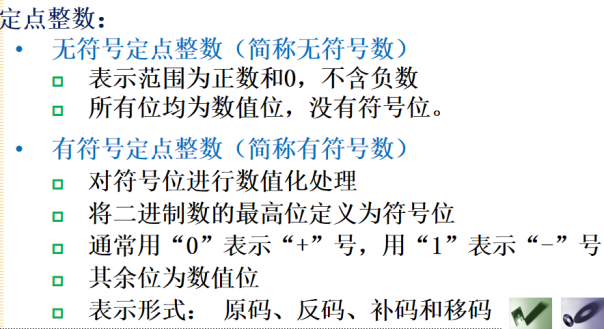 定点整数：
• 无符号定点整数（简称无符号数）
表示范围为正数和0，不含负数
所有位均为数值位，没有符号位。
• 有符号定点整数（简称有符号数）
对符号位进行数值化处理
将二进制数的最高位定义为符号位
通常用“0”表示“+”号，用“1”表示“-”号
其余位为数值位
表示形式： 原码、反码、补码和移码